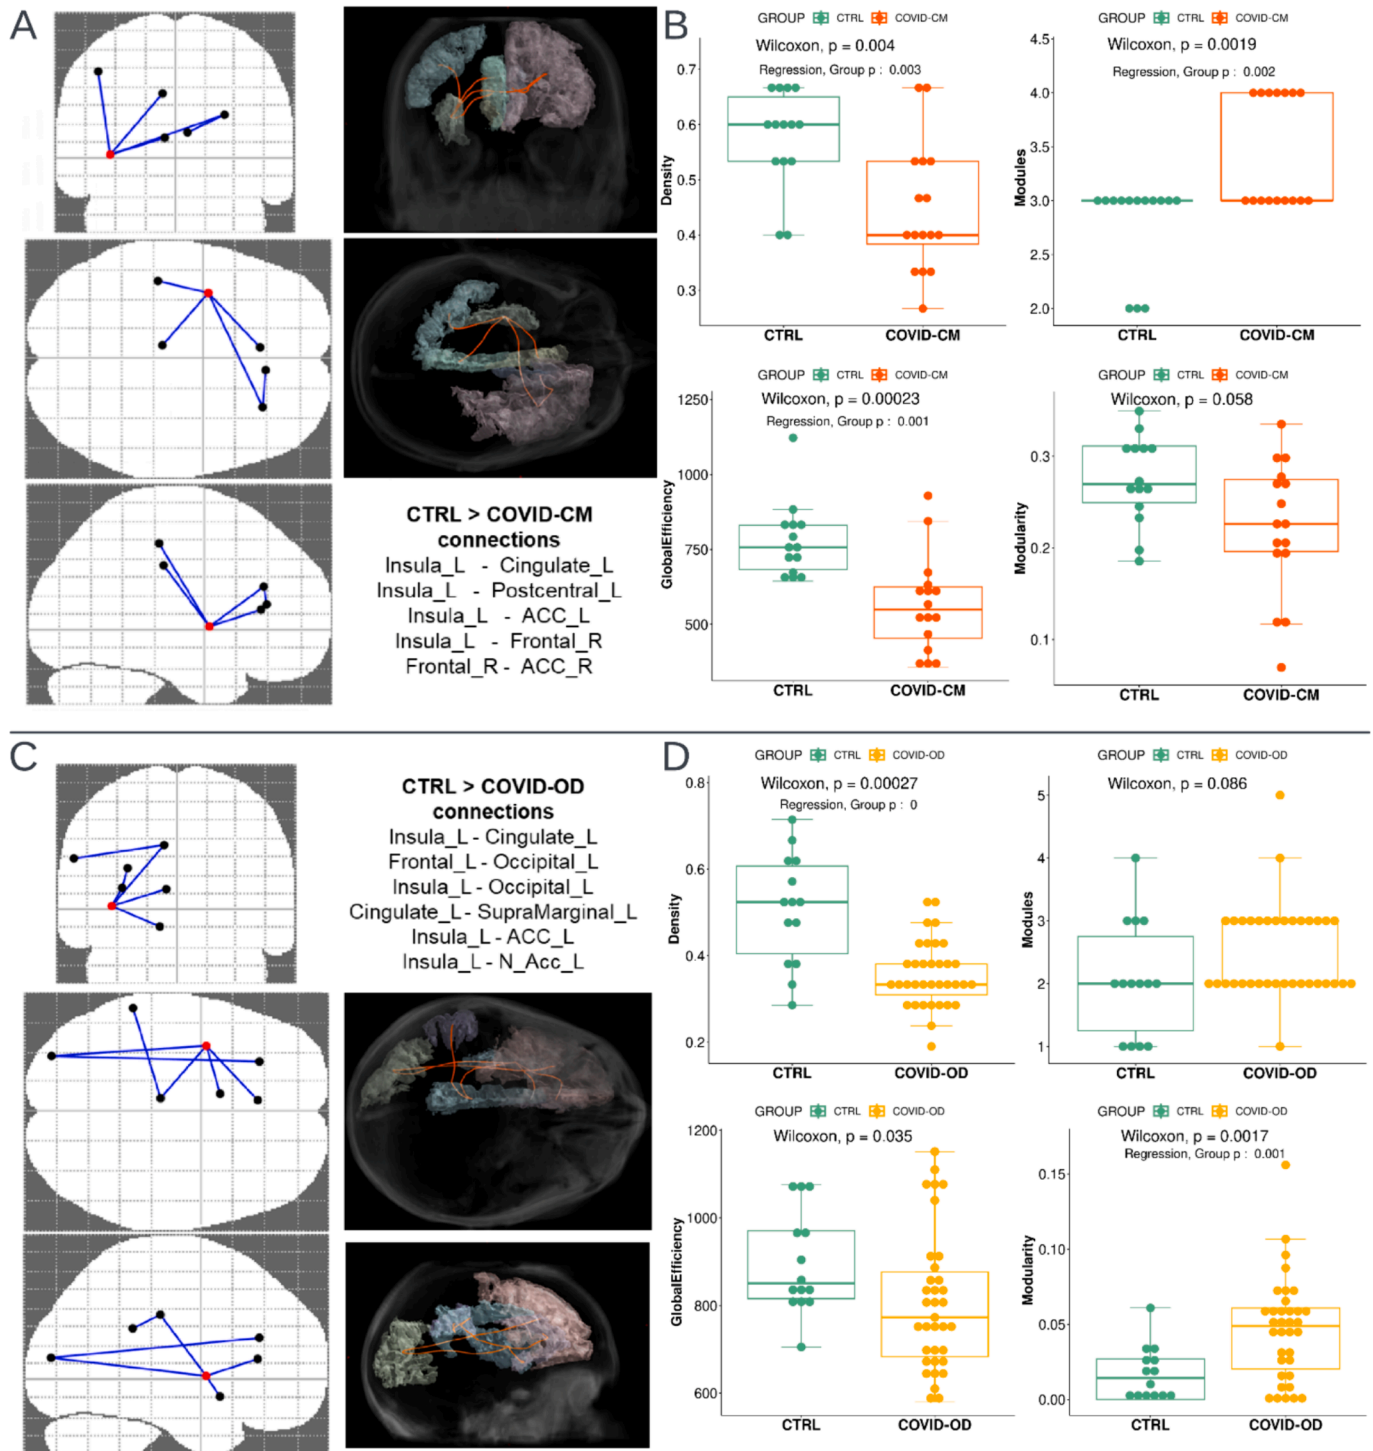 A
CTRL > COVID-CM
connections
Insula_L - Cingulate_L
Insula_L - Postcentral_L
Insula_L - ACC_L
Insula_L - Frontal_R
Frontal_R - ACC_R
B
GROUP CTRL COVID-CM
Wilcoxon, p = 0.004
Regression, Group p : 0.003
Density
0.7
0.6
0.5
0.4
0.3
CTRL COVID-CM
GROUP CTRL COVID-CM
Wilcoxon, p = 0.0019
Regression, Group p : 0.002
Modules
4.5
4.0
3.5
3.0
2.5
2.0
CTRL COVID-CM
GROUP CTRL COVID-CM
Wilcoxon, p = 0.00023
Regression, Group p : 0.001
GlobalEfficiency
1250
1000
750
500
CTRL COVID-CM
GROUP CTRL COVID-CM
Wilcoxon, p = 0.058
Modularity
0.3
0.2
0.1
CTRL COVID-CM
C
CTRL > COVID-OD
connections
Insula_L - Cingulate_L
Frontal_L - Occipital_L
Insula_L - Occipital_L
Cingulate_L - SupraMarginal_L
Insula_L - ACC_L
Insula_L - N_Acc_L
D
GROUP CTRL COVID-OD
Wilcoxon, p = 0.00027
Regression, Group p : 0
Density
0.8
0.6
0.4
0.2
CTRL COVID-OD
GROUP CTRL COVID-OD
Wilcoxon, p = 0.086
Modules
5
4
3
2
1
CTRL COVID-OD
GROUP CTRL COVID-OD
Wilcoxon, p = 0.035
GlobalEfficiency
1200
1000
800
600
CTRL COVID-OD
GROUP CTRL COVID-OD
Wilcoxon, p = 0.0017
Regression, Group p : 0.001
Modularity
0.15
0.10
0.05
0.00
CTRL COVID-OD